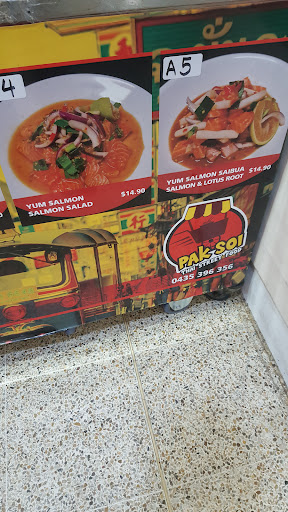 4
A5
YUM SALMON
SALMON SALAD
$14.90
YUM SALMON SAIBUA
SALMON & LOTUS ROOT
$14.90
PAK-SOI
THAI STREET FOOD
0435 396 356